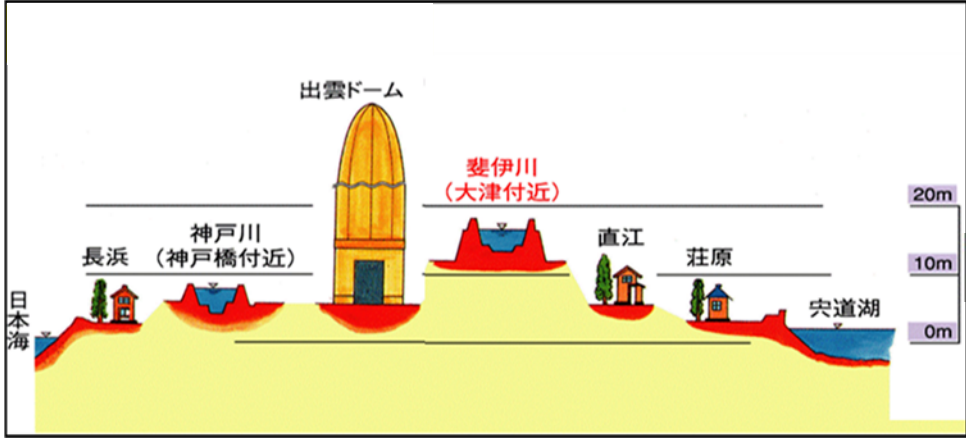 出雲ドーム
斐伊川
（大津付近）
20m
神戸川
（神戸橋付近）
長浜
直江
荘原
10m
日本海
宍道湖
0m